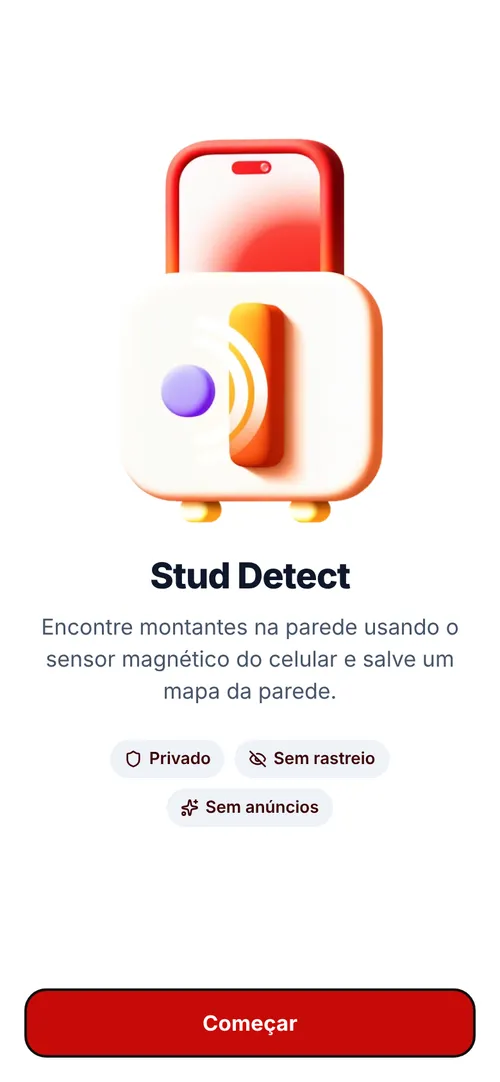 Stud Detect
Encontre montantes na parede usando o
sensor magnético do celular e salve um
mapa da parede.
Privado
Sem rastreio
Sem anúncios
Começar